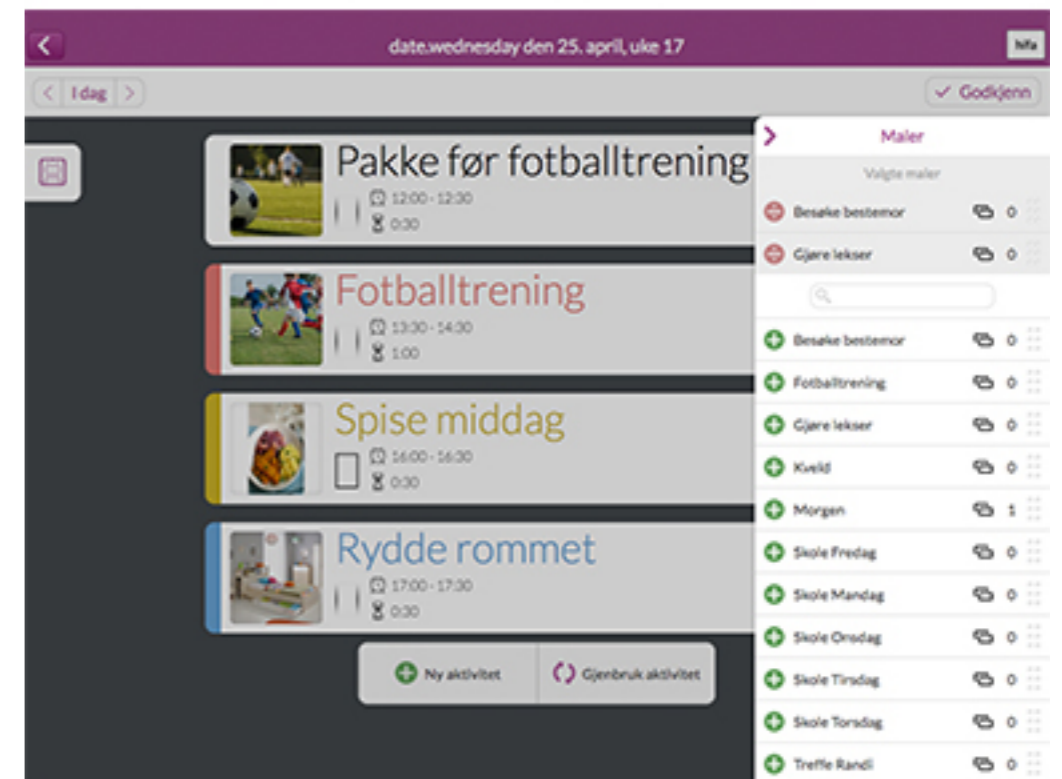 date.wednesday den 25. april, uke 17
hifa
I dag
Godkjenn
Pakke før fotballtrening
12:00 - 12:30
0:30
Fotballtrening
13:30 - 14:30
1:00
Spise middag
16:00 - 16:30
0:30
Rydde rommet
17:00 - 17:30
0:30
Ny aktivitet
Gjenbruk aktivitet
Maler
Valgte maler
Besøke bestemor 0
Gjøre lekser 0
Besøke bestemor 0
Fotballtrening 0
Gjøre lekser 0
Kveld 0
Morgen 1
Skole Fredag 0
Skole Mandag 0
Skole Onsdag 0
Skole Tirsdag 0
Skole Torsdag 0
Treffe Randi 0